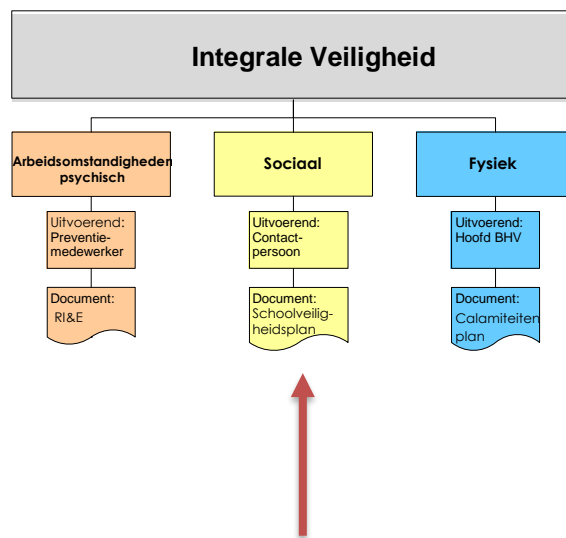 Integrale Veiligheid
Arbeidsomstandigheden
psychisch
Sociaal
Fysiek
Uitvoerend:
Preventie-
medewerker
Uitvoerend:
Contact-
persoon
Uitvoerend:
Hoofd BHV
Document:
RI&E
Document:
Schoolveilig-
heidsplan
Document:
Calamiteiten
plan